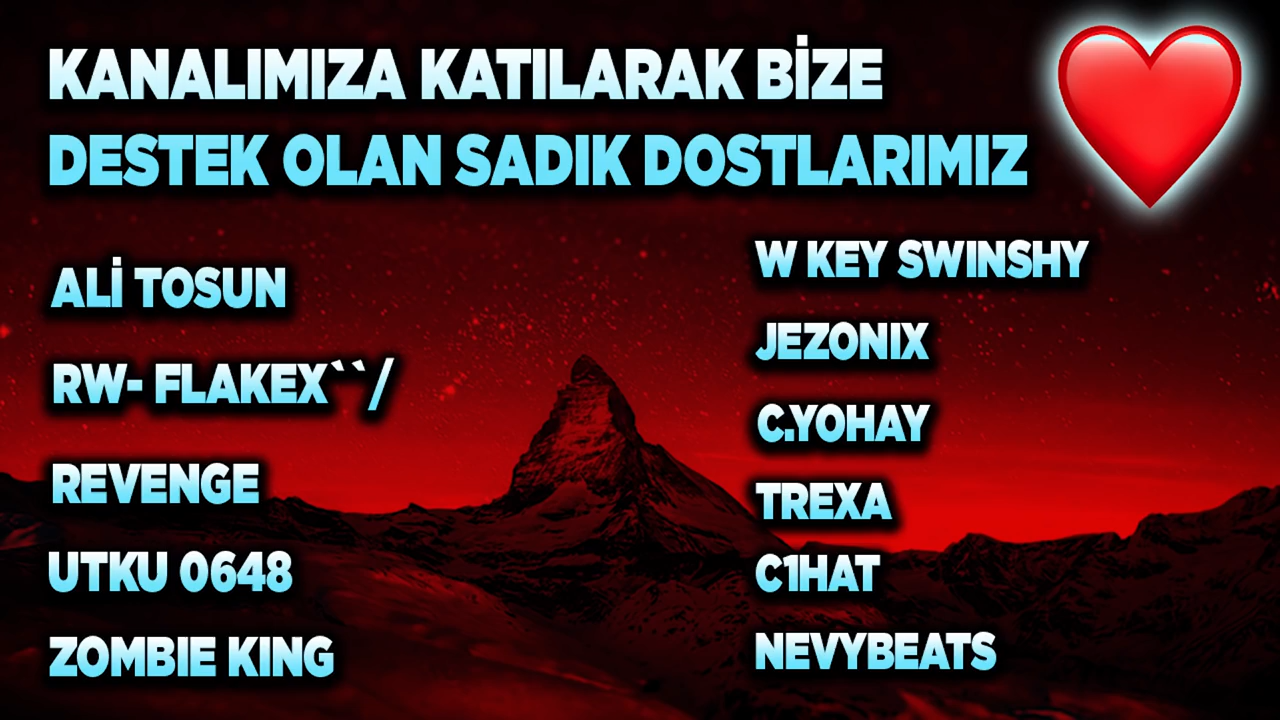 KANALIMIZA KATILARAK BİZE
DESTEK OLAN SADIK DOSTLARIMIZ
ALİ TOSUN
RW- FLAKEX``/
REVENGE
UTKU 0648
ZOMBIE KING
W KEY SWINSHY
JEZONIX
C.YOHAY
TREXA
C1HAT
NEVYBEATS